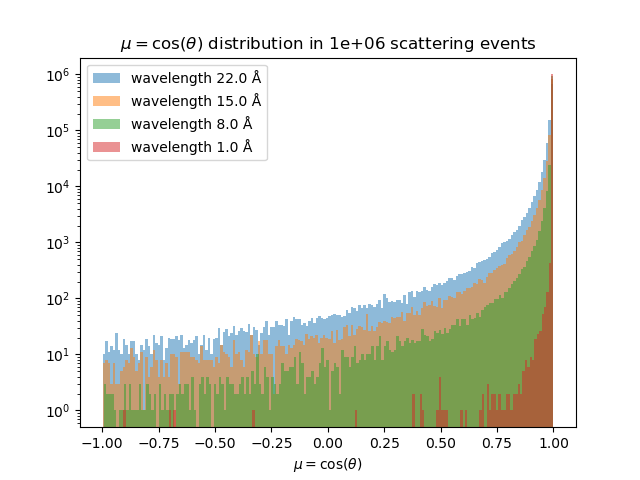 μ = cos(θ) distribution in 1e+06 scattering events
wavelength 22.0 Å
wavelength 15.0 Å
wavelength 8.0 Å
wavelength 1.0 Å
10⁶
10⁵
10⁴
10³
10²
10¹
10⁰
−1.00 −0.75 −0.50 −0.25 0.00 0.25 0.50 0.75 1.00
μ = cos(θ)